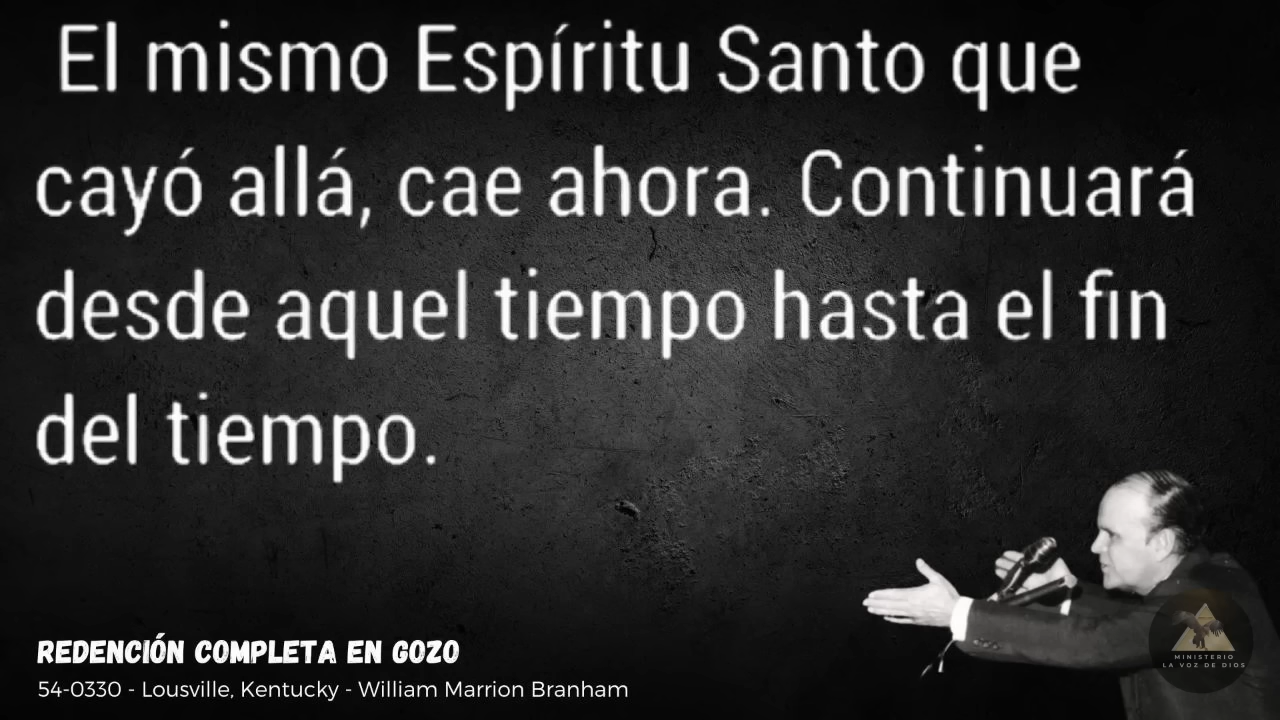 El mismo Espíritu Santo que
cayó allá, cae ahora. Continuará
desde aquel tiempo hasta el fin
del tiempo.
REDENCIÓN COMPLETA EN GOZO
54-0330 - Lousville, Kentucky - William Marrion Branham
MINISTERIO
LA VOZ DE DIOS